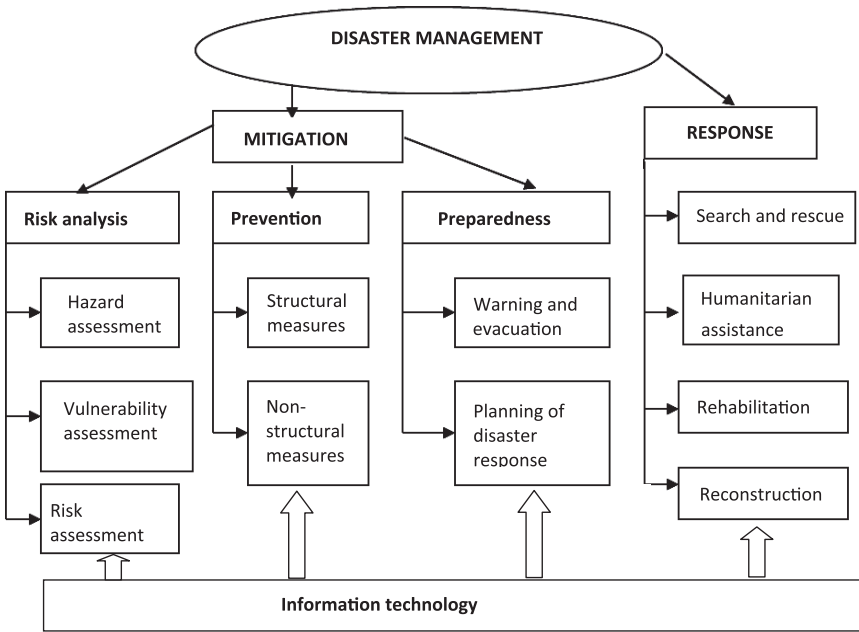 DISASTER MANAGEMENT
MITIGATION
RESPONSE
Risk analysis
Hazard
assessment
Vulnerability
assessment
Risk
assessment
Prevention
Structural
measures
Non-
structural
measures
Preparedness
Warning and
evacuation
Planning of
disaster
response
Search and rescue
Humanitarian
assistance
Rehabilitation
Reconstruction
Information technology